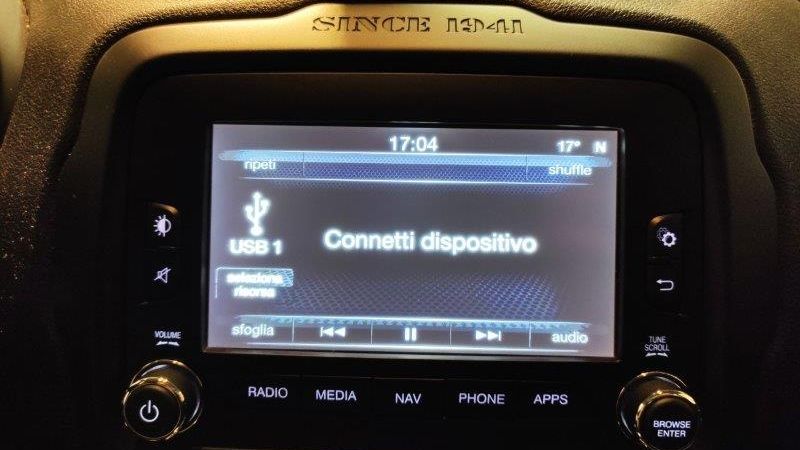 SINCE 1941
17:04 17° N
ripeti shuffle
USB 1
Connetti dispositivo
selezione
risorsa
sfoglia audio
VOLUME
TUNE
SCROLL
RADIO MEDIA NAV PHONE APPS
BROWSE
ENTER